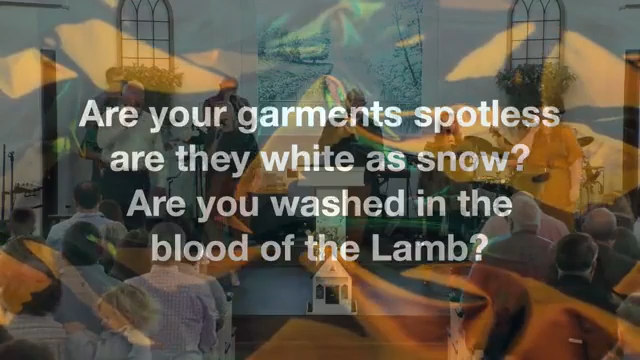 Are your garments spotless
are they white as snow?
Are you washed in the
blood of the Lamb?